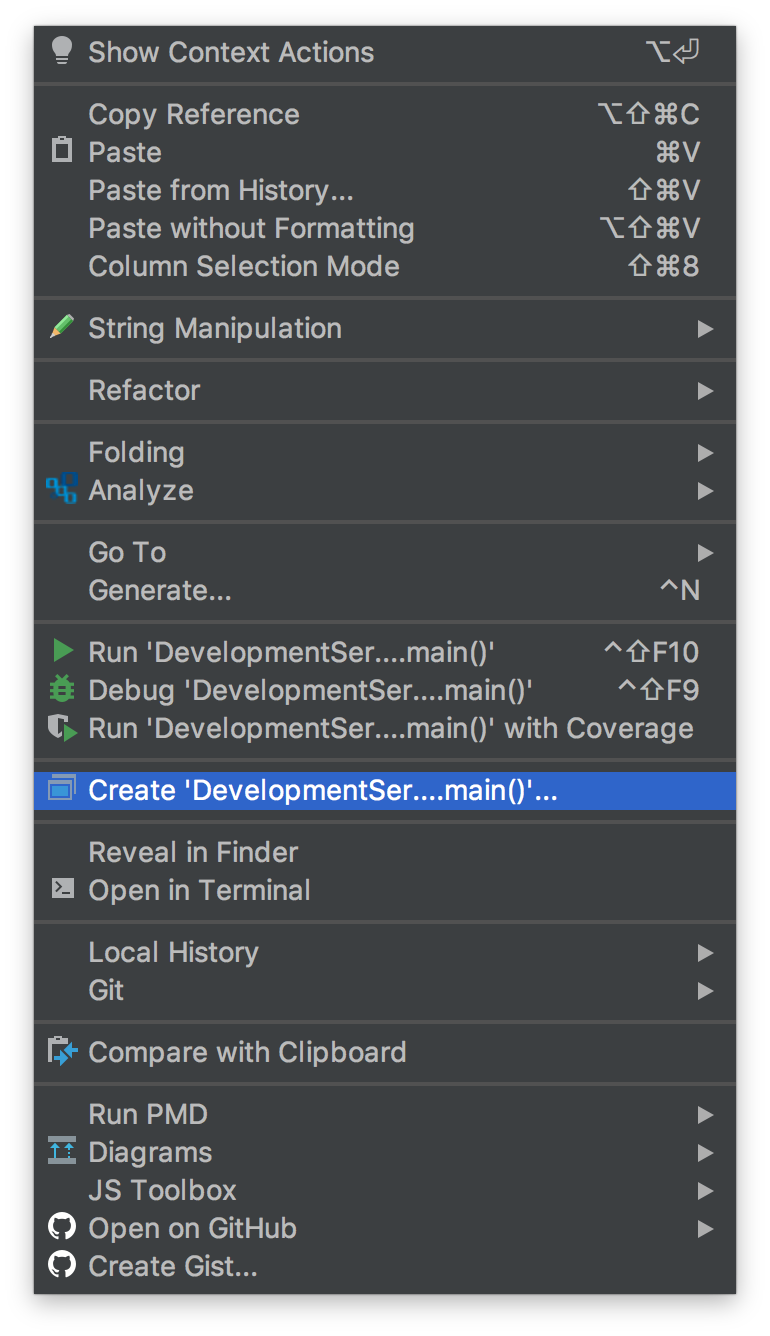 Show Context Actions ⌥⏎
Copy Reference ⌥⇧⌘C
Paste ⌘V
Paste from History... ⇧⌘V
Paste without Formatting ⌥⇧⌘V
Column Selection Mode ⇧⌘8
String Manipulation
Refactor
Folding
Analyze
Go To
Generate... ^N
Run 'DevelopmentSer....main()' ^⇧F10
Debug 'DevelopmentSer....main()' ^⇧F9
Run 'DevelopmentSer....main()' with Coverage
Create 'DevelopmentSer....main()'...
Reveal in Finder
Open in Terminal
Local History
Git
Compare with Clipboard
Run PMD
Diagrams
JS Toolbox
Open on GitHub
Create Gist...